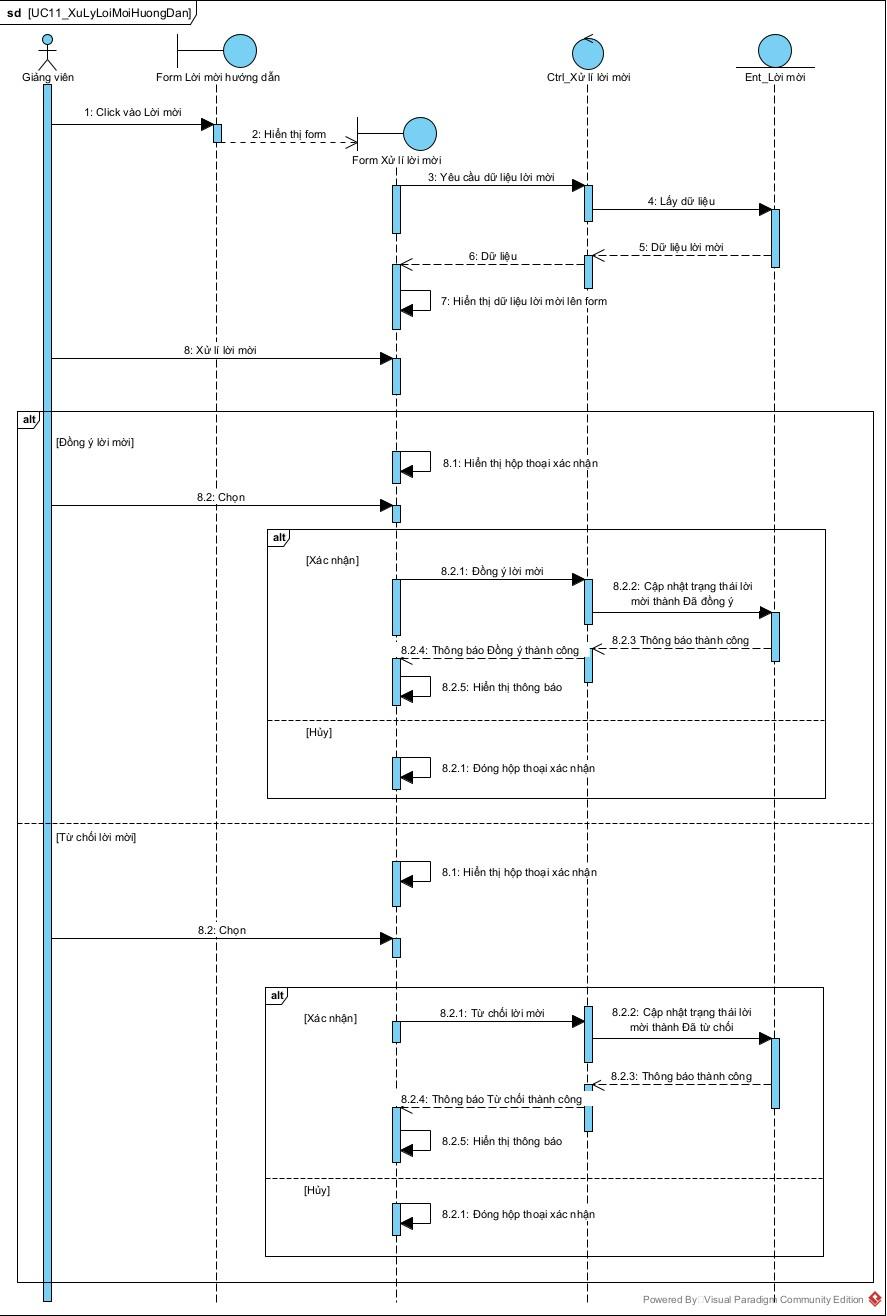 sd [UC11_XuLyLoiMoiHuongDan]
Giảng viên
Form Lời mời hướng dẫn
Ctrl_Xử lí lời mời
Ent_Lời mời
1: Click vào Lời mời
2: Hiển thị form
Form Xử lí lời mời
3: Yêu cầu dữ liệu lời mời
4: Lấy dữ liệu
5: Dữ liệu lời mời
6: Dữ liệu
7: Hiển thị dữ liệu lời mời lên form
8: Xử lí lời mời
alt
[Đồng ý lời mời]
8.1: Hiển thị hộp thoại xác nhận
8.2: Chọn
alt
[Xác nhận]
8.2.1: Đồng ý lời mời
8.2.2: Cập nhật trạng thái lời
mời thành Đã đồng ý
8.2.3 Thông báo thành công
8.2.4: Thông báo Đồng ý thành công
8.2.5: Hiển thị thông báo
[Hủy]
8.2.1: Đóng hộp thoại xác nhận
[Từ chối lời mời]
8.1: Hiển thị hộp thoại xác nhận
8.2: Chọn
alt
[Xác nhận]
8.2.1: Từ chối lời mời
8.2.2: Cập nhật trạng thái lời
mời thành Đã từ chối
8.2.3: Thông báo thành công
8.2.4: Thông báo Từ chối thành công
8.2.5: Hiển thị thông báo
[Hủy]
8.2.1: Đóng hộp thoại xác nhận
Powered By Visual Paradigm Community Edition